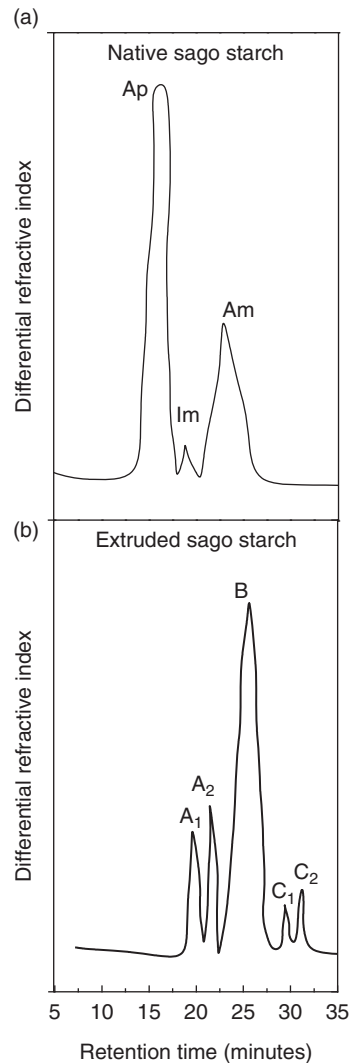 (a)
Native sago starch
Ap
Am
Im
Differential refractive index
(b)
Extruded sago starch
B
A₂
A₁
C₂
C₁
Differential refractive index
5 10 15 20 25 30 35
Retention time (minutes)